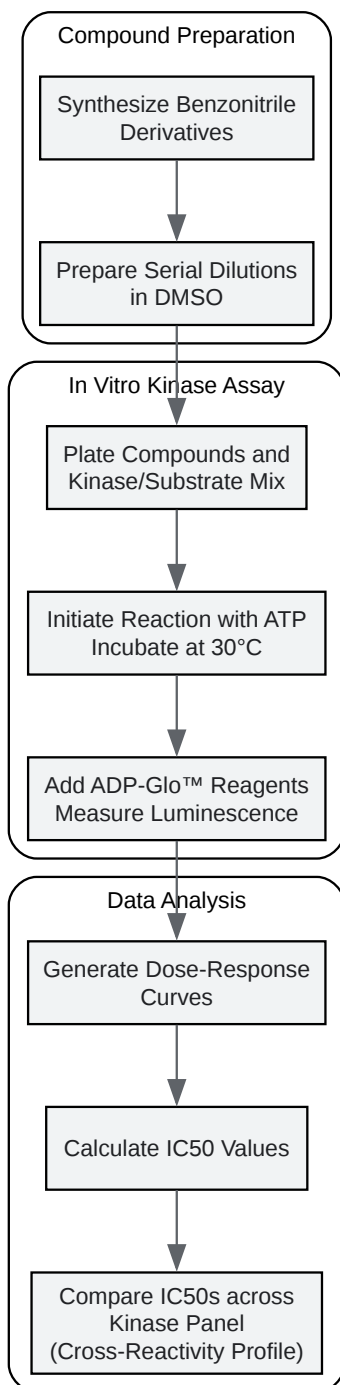 Compound Preparation
Synthesize Benzonitrile
Derivatives
Prepare Serial Dilutions
in DMSO
In Vitro Kinase Assay
Plate Compounds and
Kinase/Substrate Mix
Initiate Reaction with ATP
Incubate at 30°C
Add ADP-Glo™ Reagents
Measure Luminescence
Data Analysis
Generate Dose-Response
Curves
Calculate IC50 Values
Compare IC50s across
Kinase Panel
(Cross-Reactivity Profile)